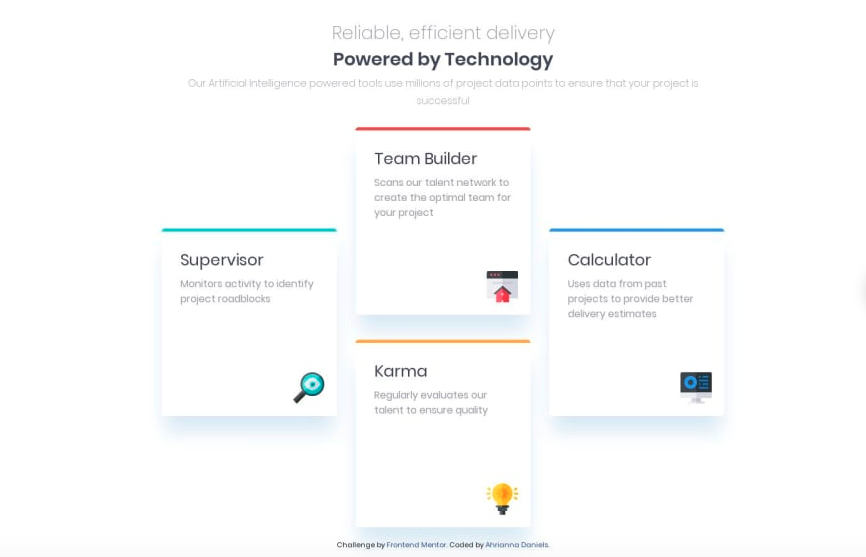 Reliable, efficient delivery
Powered by Technology
Our Artificial Intelligence powered tools use millions of project data points to ensure that your project is
successful
Team Builder
Scans our talent network to
create the optimal team for
your project
Supervisor
Monitors activity to identify
project roadblocks
Calculator
Uses data from past
projects to provide better
delivery estimates
Karma
Regularly evaluates our
talent to ensure quality
Challenge by Frontend Mentor. Coded by Ahrianna Daniels.